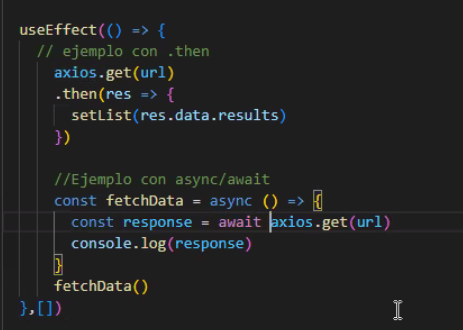 useEffect(() => {
// ejemplo con .then
axios.get(url)
.then(res => {
setList(res.data.results)
})
//Ejemplo con async/await
const fetchData = async () => {
const response = await axios.get(url)
console.log(response)
}
fetchData()
},[])